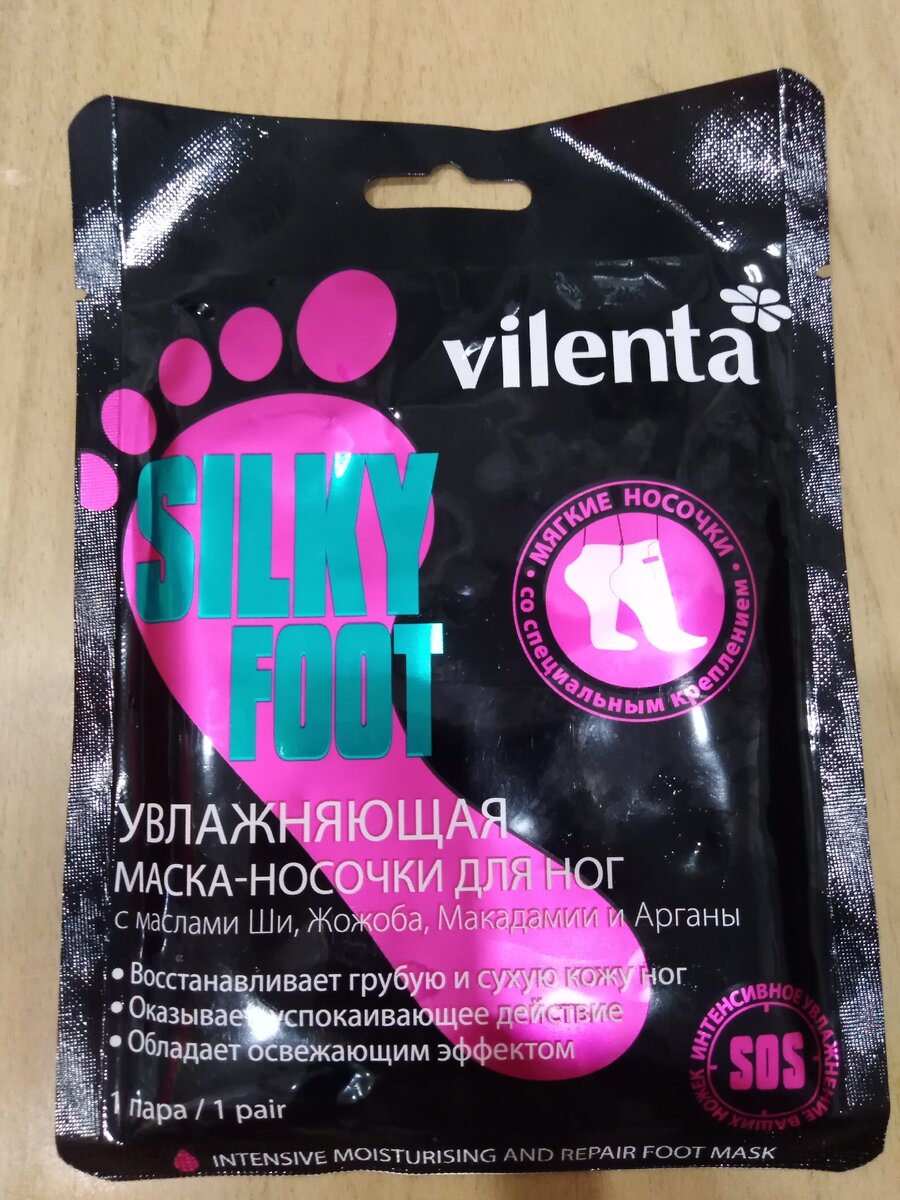 vilenta
SILKY
FOOT
• МЯГКИЕ НОСОЧКИ •
СО СПЕЦИАЛЬНЫМ КРЕПЛЕНИЕМ
УВЛАЖНЯЮЩАЯ
МАСКА-НОСОЧКИ ДЛЯ НОГ
с маслами Ши, Жожоба, Макадамии и Арганы
• Восстанавливает грубую и сухую кожу ног
• Оказывает успокаивающее действие
• Обладает освежающим эффектом
ИНТЕНСИВНОЕ УВЛАЖНЕНИЕ ВАШИХ НОЖЕК
SOS
1 пара / 1 pair
INTENSIVE MOISTURISING AND REPAIR FOOT MASK